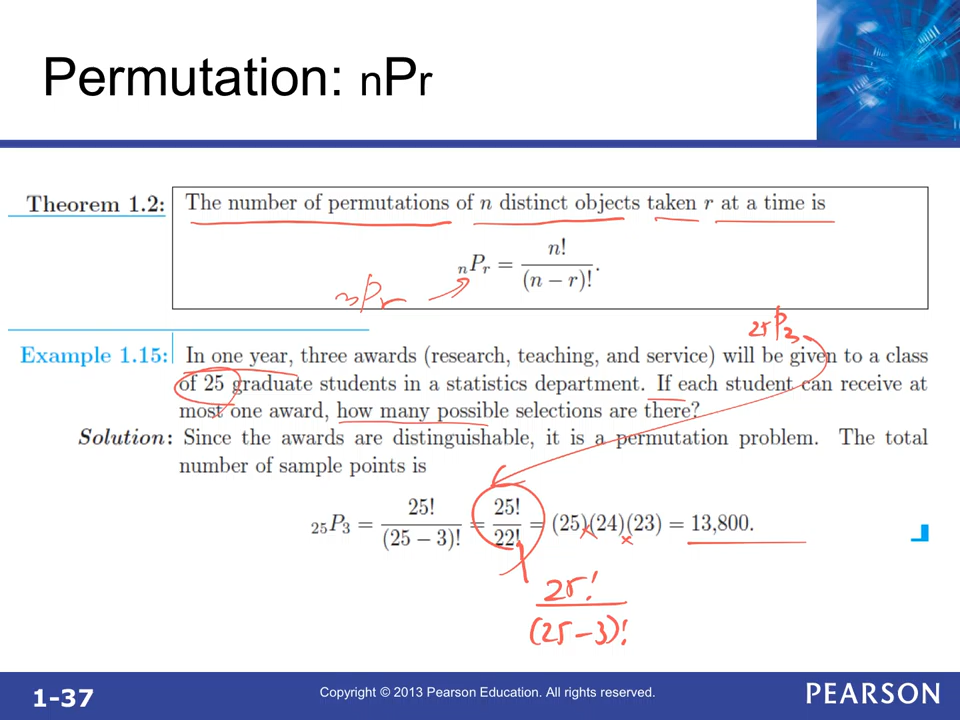 Permutation: nPr
Theorem 1.2: The number of permutations of n distinct objects taken r at a time is
nPr = n! / (n − r)! .
nPr
25P3
Example 1.15: In one year, three awards (research, teaching, and service) will be given to a class
of 25 graduate students in a statistics department. If each student can receive at
most one award, how many possible selections are there?
Solution: Since the awards are distinguishable, it is a permutation problem. The total
number of sample points is
25P3 = 25! / (25 − 3)! = 25! / 22! = (25)(24)(23) = 13,800.
25! / (25 − 3)!
1-37
Copyright © 2013 Pearson Education. All rights reserved.
PEARSON